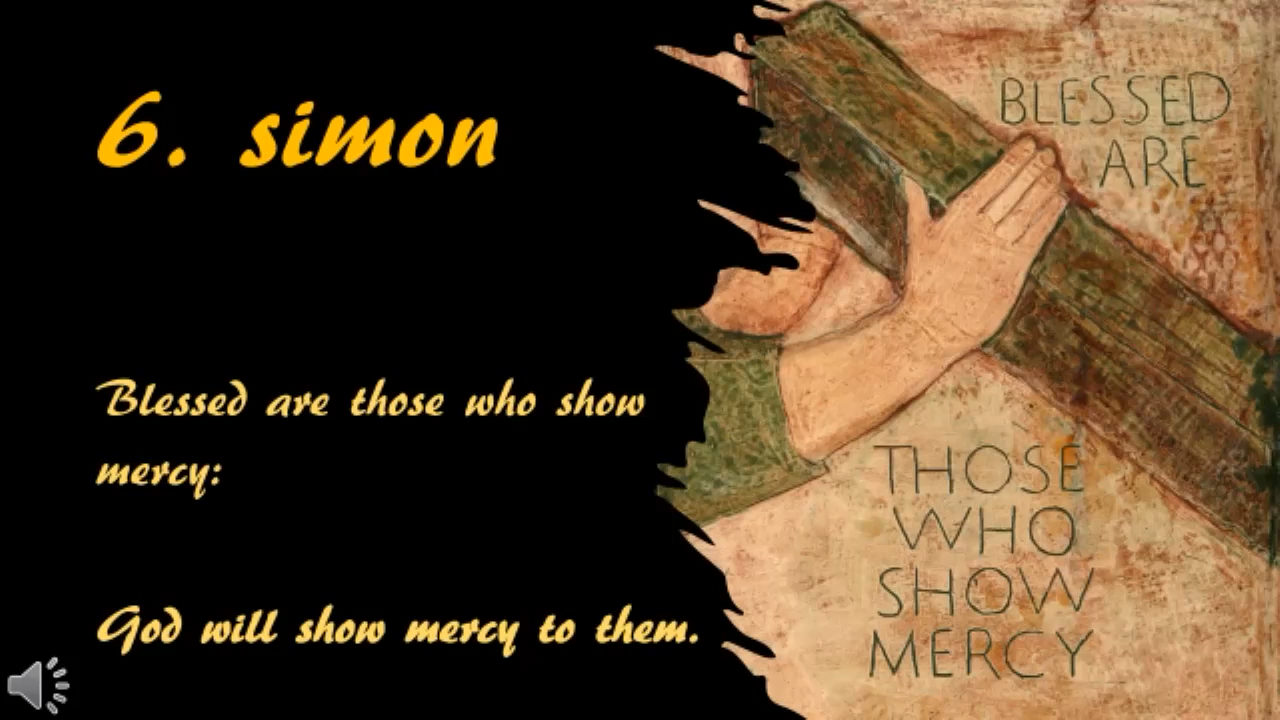 6. simon
Blessed are those who show
mercy:
God will show mercy to them.
BLESSED
ARE
THOSE
WHO
SHOW
MERCY